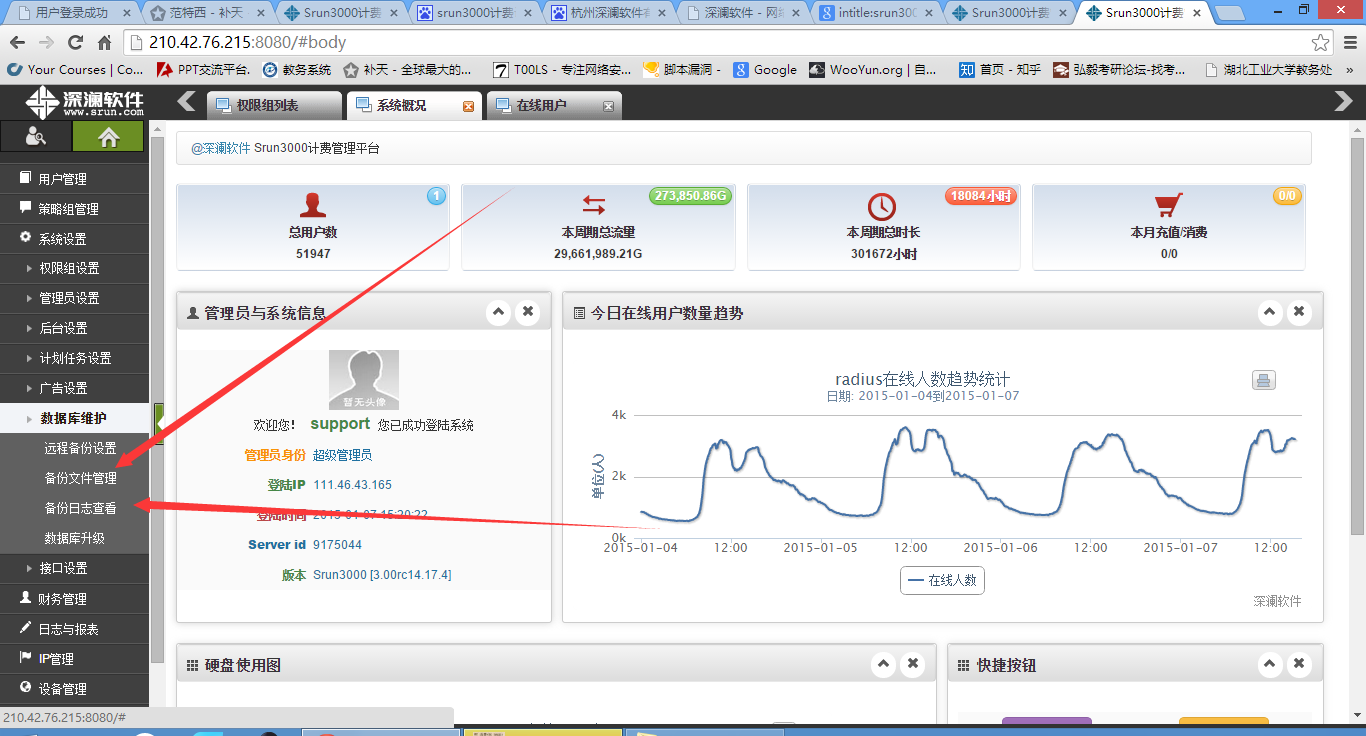 用户登录成功
范特西 - 补天
Srun3000计费
srun3000计费
杭州深澜软件有
深澜软件 - 网络
intitle:srun300
Srun3000计费
Srun3000计费
210.42.76.215:8080/#body
Your Courses | Co...
PPT交流平台.
教务系统
补天 - 全球最大的...
T00LS - 专注网络安...
脚本漏洞 -
Google
WooYun.org | 自...
知 首页 - 知乎
弘毅考研论坛-找考...
湖北工业大学教务处
»
深澜软件
www.srun.com
权限组列表
系统概况
在线用户
用户管理
策略组管理
系统设置
权限组设置
管理员设置
后台设置
计划任务设置
广告设置
数据库维护
远程备份设置
备份文件管理
备份日志查看
数据库升级
接口设置
财务管理
日志与报表
IP管理
设备管理
@深澜软件 Srun3000计费管理平台
1
总用户数
51947
273,850.86G
本周期总流量
29,661,989.21G
18084小时
本周期总时长
301672小时
0/0
本月充值/消费
0/0
管理员与系统信息
暂无头像
欢迎您！ support 您已成功登陆系统
管理员身份 超级管理员
登陆IP 111.46.43.165
登陆时间 2015-01-07 15:20:22
Server id 9175044
版本 Srun3000 [3.00rc14.17.4]
今日在线用户数量趋势
radius在线人数趋势统计
日期: 2015-01-04到2015-01-07
单位(人)
4k
2k
0k
2015-01-04 12:00 2015-01-05 12:00 2015-01-06 12:00 2015-01-07 12:00
在线人数
深澜软件
硬盘使用图
快捷按钮
210.42.76.215:8080/#